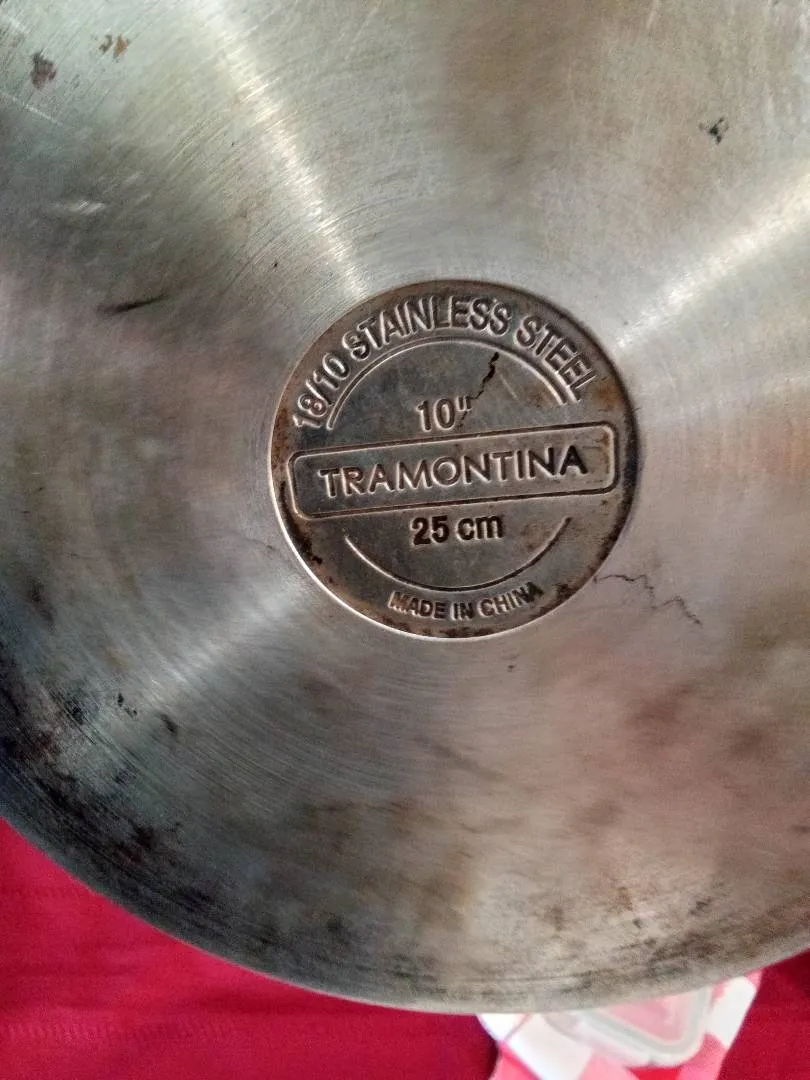 18/10 STAINLESS STEEL
10"
TRAMONTINA
25 cm
MADE IN CHINA